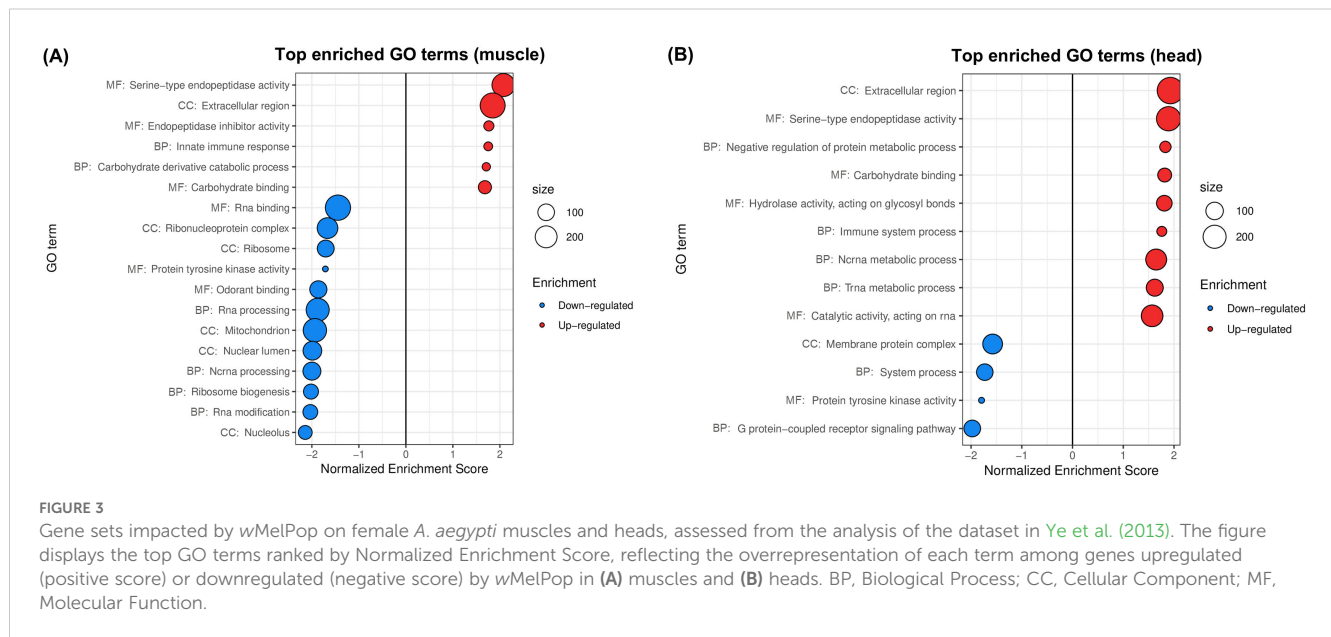 (A)
Top enriched GO terms (muscle)
MF: Serine-type endopeptidase activity
CC: Extracellular region
MF: Endopeptidase inhibitor activity
BP: Innate immune response
BP: Carbohydrate derivative catabolic process
MF: Carbohydrate binding
MF: Rna binding
CC: Ribonucleoprotein complex
CC: Ribosome
MF: Protein tyrosine kinase activity
MF: Odorant binding
BP: Rna processing
CC: Mitochondrion
CC: Nuclear lumen
BP: Ncrna processing
BP: Ribosome biogenesis
BP: Rna modification
CC: Nucleolus
GO term
−2 −1 0 1 2
Normalized Enrichment Score
size
100
200
Enrichment
Down-regulated
Up-regulated
(B)
Top enriched GO terms (head)
CC: Extracellular region
MF: Serine-type endopeptidase activity
BP: Negative regulation of protein metabolic process
MF: Carbohydrate binding
MF: Hydrolase activity, acting on glycosyl bonds
BP: Immune system process
BP: Ncrna metabolic process
BP: Trna metabolic process
MF: Catalytic activity, acting on rna
CC: Membrane protein complex
BP: System process
MF: Protein tyrosine kinase activity
BP: G protein-coupled receptor signaling pathway
GO term
−2 −1 0 1 2
Normalized Enrichment Score
size
100
200
Enrichment
Down-regulated
Up-regulated
FIGURE 3
Gene sets impacted by wMelPop on female A. aegypti muscles and heads, assessed from the analysis of the dataset in Ye et al. (2013). The figure
displays the top GO terms ranked by Normalized Enrichment Score, reflecting the overrepresentation of each term among genes upregulated
(positive score) or downregulated (negative score) by wMelPop in (A) muscles and (B) heads. BP, Biological Process; CC, Cellular Component; MF,
Molecular Function.